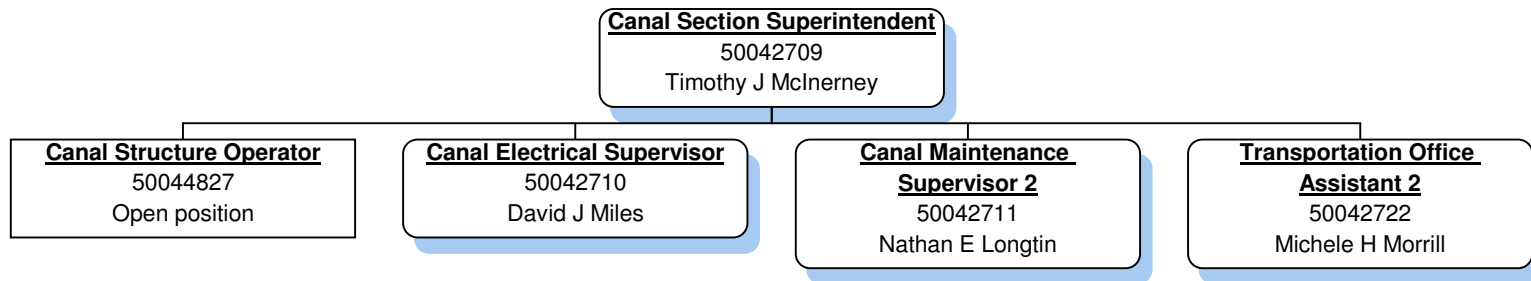 Canal Section Superintendent
50042709
Timothy J McInerney
Canal Structure Operator
50044827
Open position
Canal Electrical Supervisor
50042710
David J Miles
Canal Maintenance
Supervisor 2
50042711
Nathan E Longtin
Transportation Office
Assistant 2
50042722
Michele H Morrill